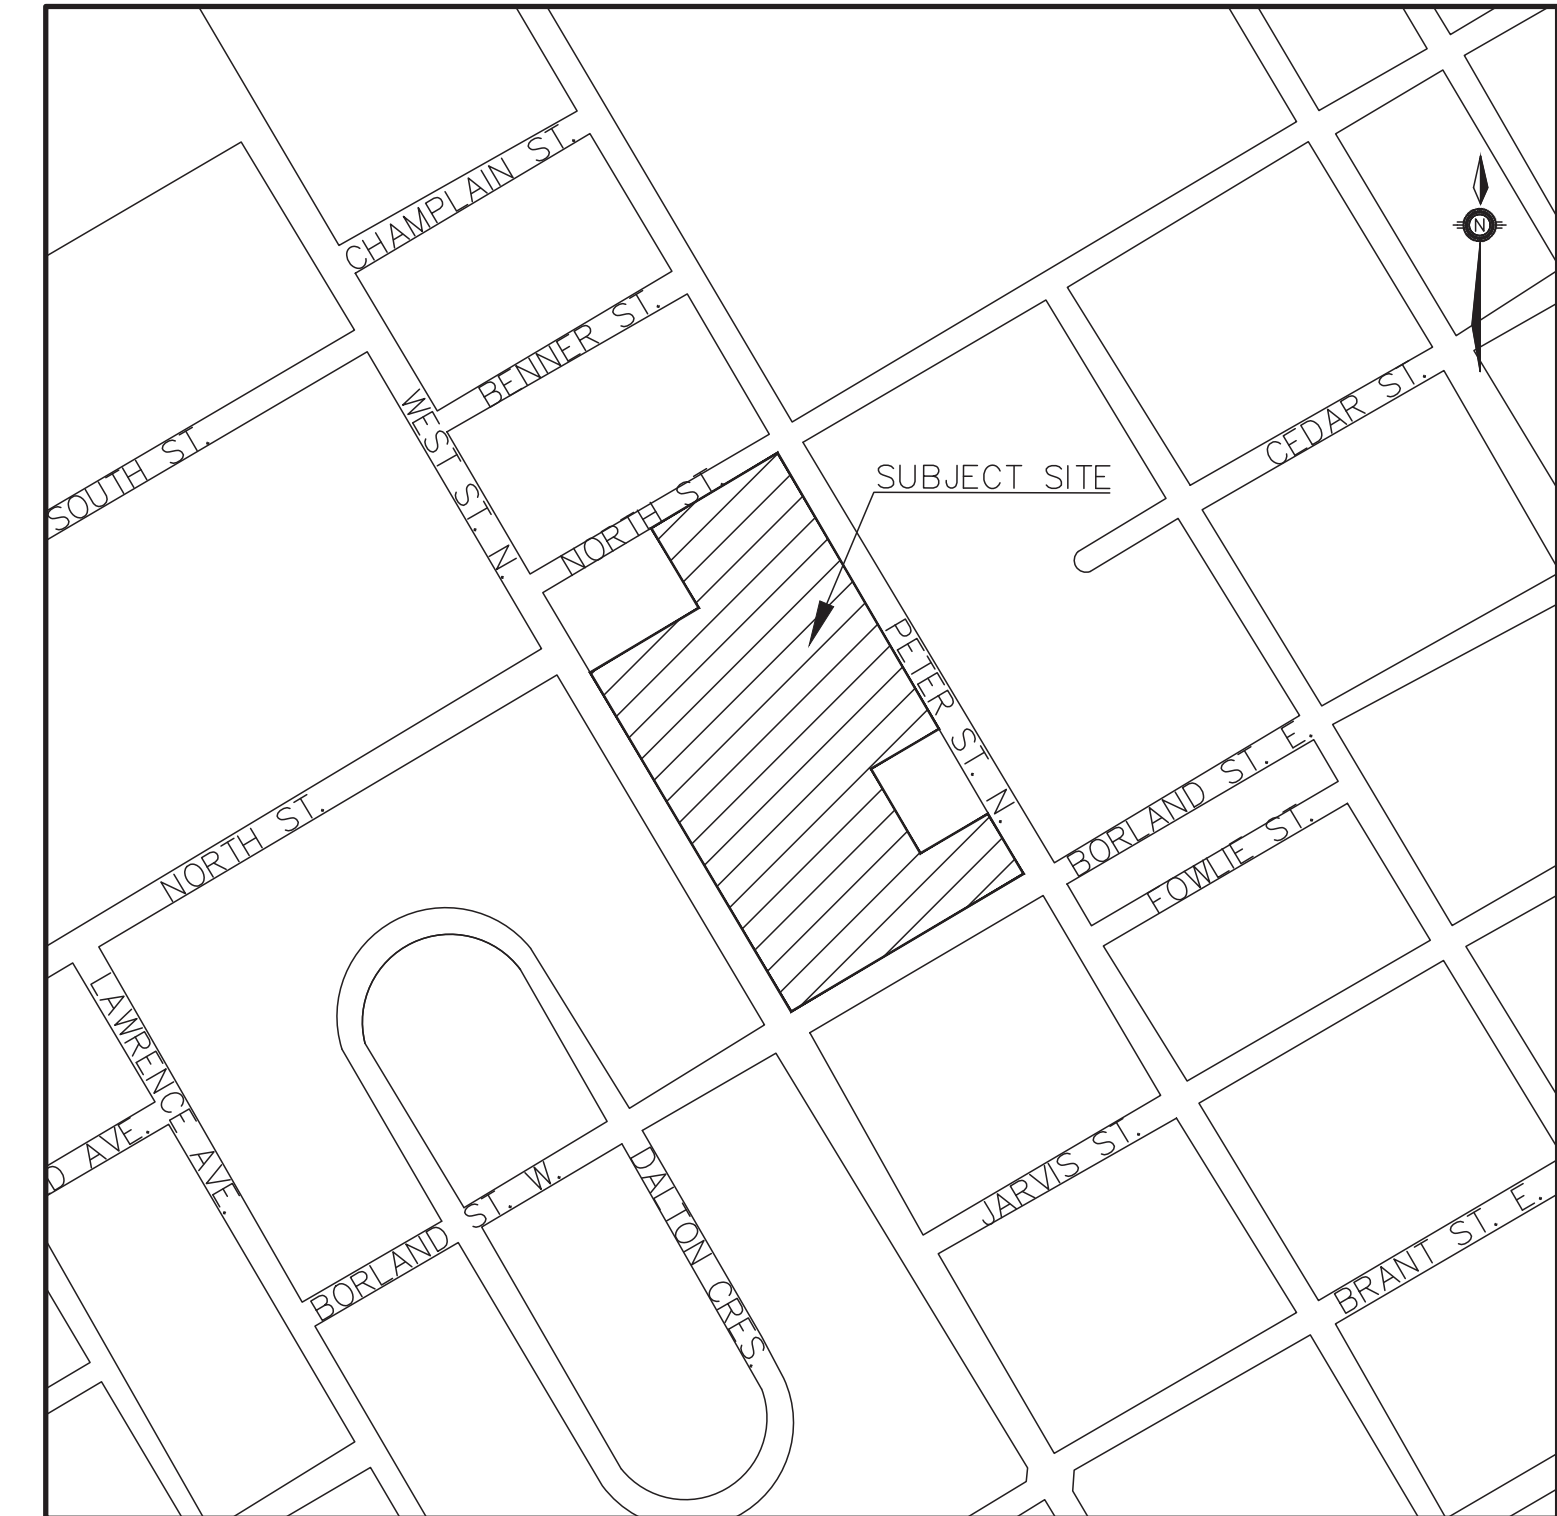 CHAMPLAIN ST.
N
BENNER ST.
CEDAR ST.
WEST ST. N.
SOUTH ST.
SUBJECT SITE
NORTH ST.
PETER ST. N.
BORLAND ST. E.
FOWLIE ST.
NORTH ST.
LAWRENCE AVE.
D AVE.
DALTON CRES.
JARVIS ST.
BORLAND ST. W.
BRANT ST. E.